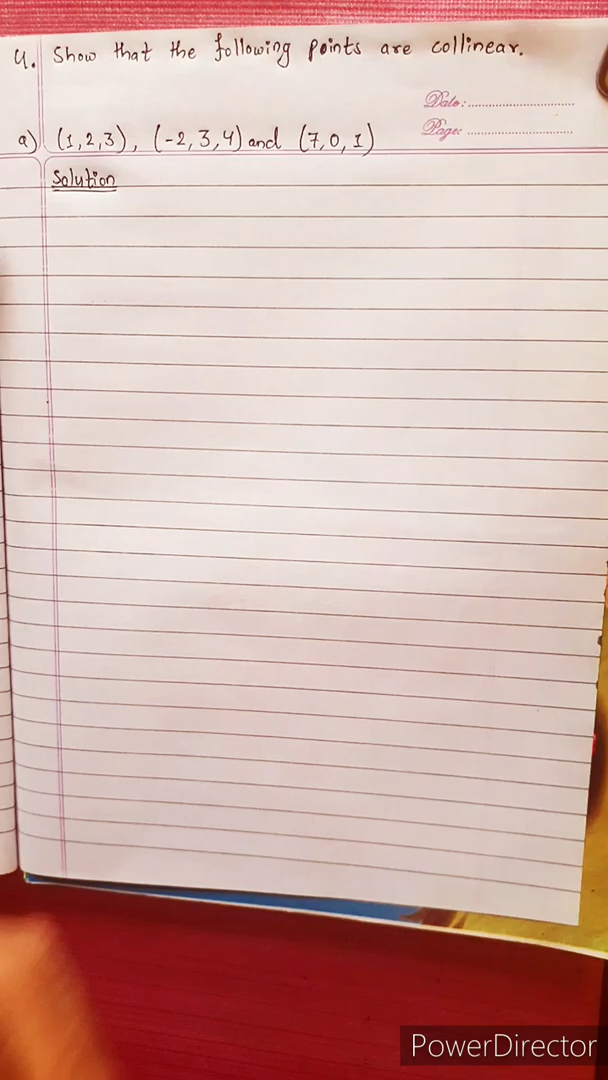 4. Show that the following points are collinear.
Date:
Page:
a) (1,2,3), (-2,3,4) and (7,0,1)
Solution
PowerDirector